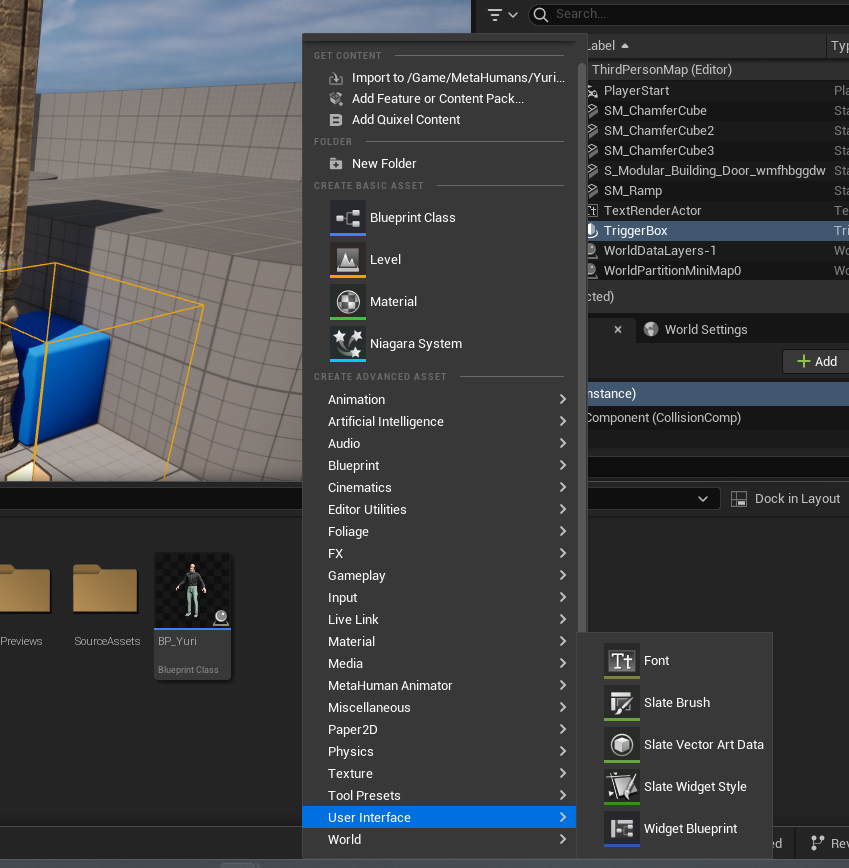 Search...
Label
ThirdPersonMap (Editor)
PlayerStart
SM_ChamferCube
SM_ChamferCube2
SM_ChamferCube3
S_Modular_Building_Door_wmfhbggdw
SM_Ramp
TextRenderActor
TriggerBox
WorldDataLayers-1
WorldPartitionMiniMap0
World Settings
Add
Component (CollisionComp)
Dock in Layout
GET CONTENT
Import to /Game/MetaHumans/Yuri...
Add Feature or Content Pack...
Add Quixel Content
FOLDER
New Folder
CREATE BASIC ASSET
Blueprint Class
Level
Material
Niagara System
CREATE ADVANCED ASSET
Animation
Artificial Intelligence
Audio
Blueprint
Cinematics
Editor Utilities
Foliage
FX
Gameplay
Input
Live Link
Material
Media
MetaHuman Animator
Miscellaneous
Paper2D
Physics
Texture
Tool Presets
User Interface
World
Font
Slate Brush
Slate Vector Art Data
Slate Widget Style
Widget Blueprint
Previews
SourceAssets
BP_Yuri
Blueprint Class